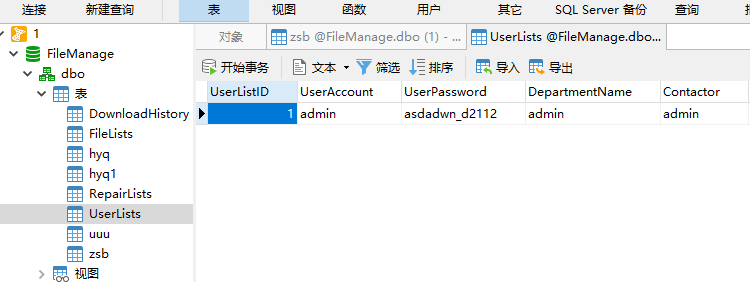 连接 新建查询 表 视图 函数 用户 其它 SQL Server 备份 查询
1
FileManage
dbo
表
DownloadHistory
FileLists
hyq
hyq1
RepairLists
UserLists
uuu
zsb
视图
对象 zsb @FileManage.dbo (1) - ... UserLists @FileManage.dbo...
开始事务 文本 筛选 排序 导入 导出
UserListID UserAccount UserPassword DepartmentName Contactor
1 admin asdadwn_d2112 admin admin